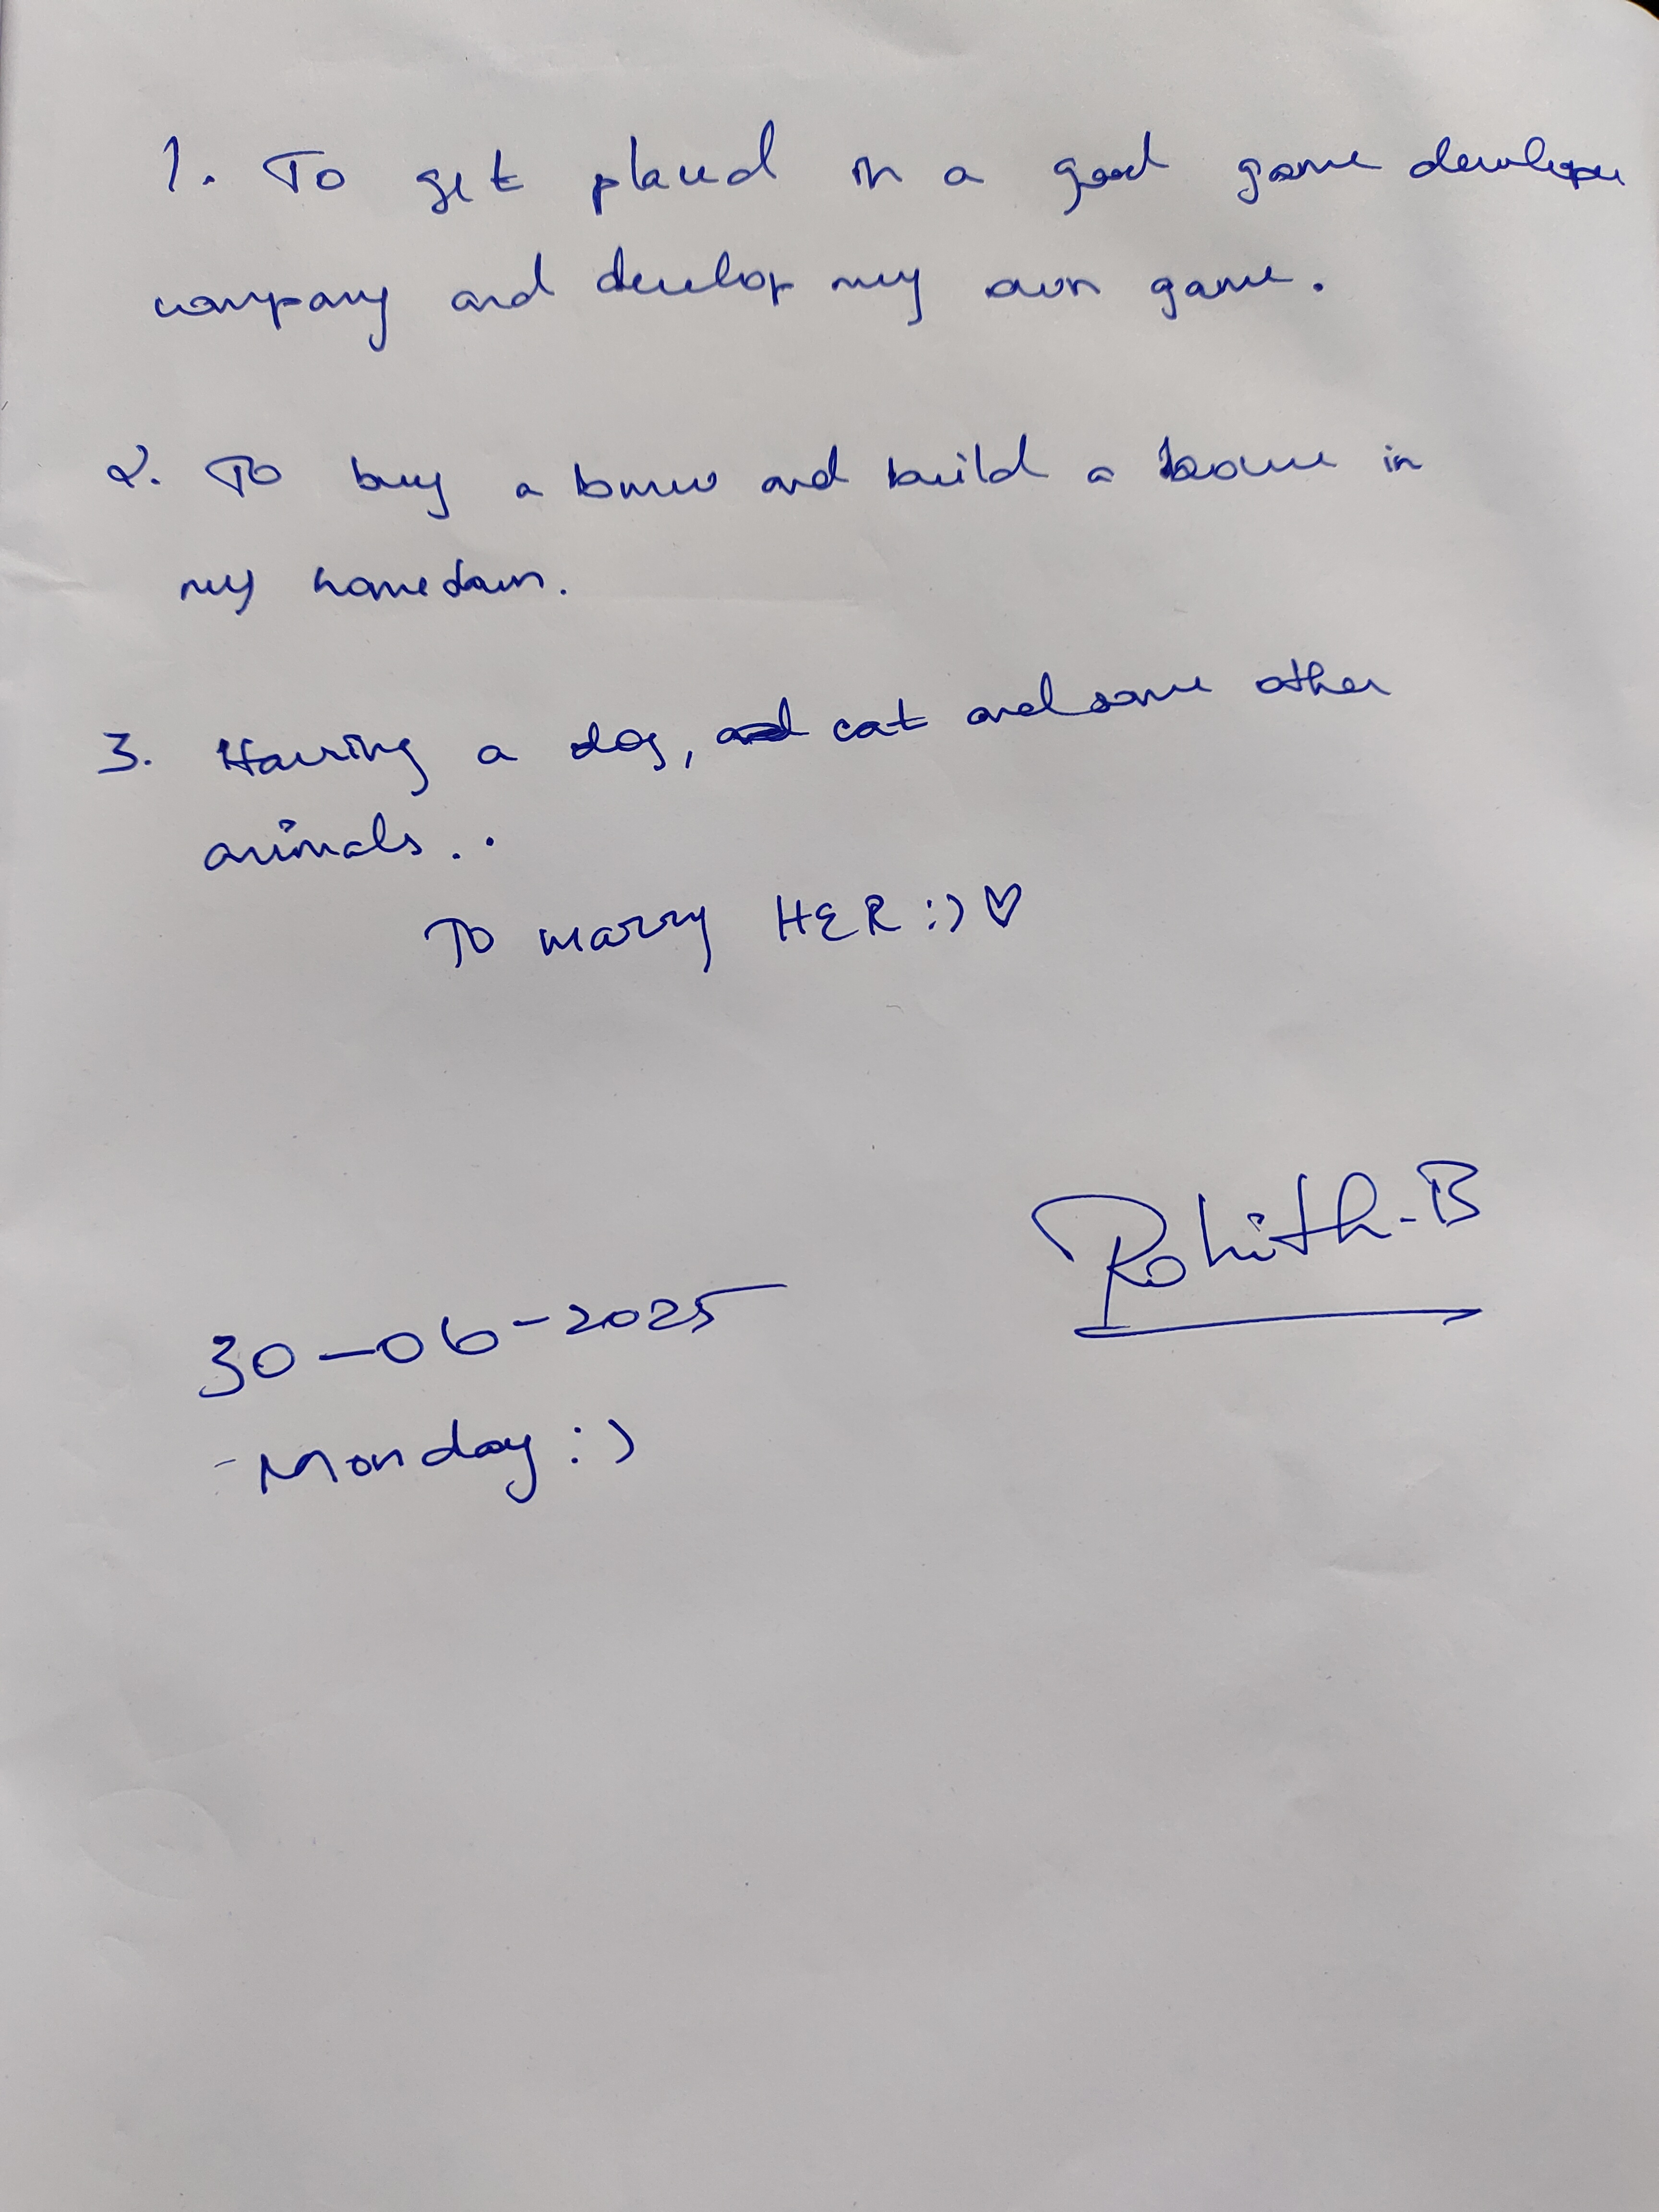 1. To get placed in a good game developer
company and develop my own game.
2. To buy a bmw and build a house in
my hometown.
3. Having a dog, and cat and some other
animals..
To marry HER :) ♡
Rohith-B
30-06-2025
- Monday :)